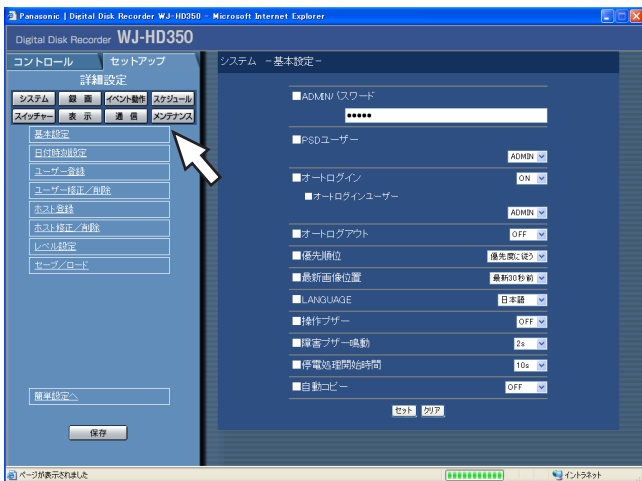 Panasonic | Digital Disk Recorder WJ-HD350 - Microsoft Internet Explorer
Digital Disk Recorder WJ-HD350
コントロール セットアップ
詳細設定
システム 録 画 イベント動作 スケジュール
スイッチャー 表 示 通 信 メンテナンス
基本設定
日付時刻設定
ユーザー登録
ユーザー修正／削除
ホスト登録
ホスト修正／削除
レベル設定
セーブ／ロード
簡単設定へ
保存
システム －基本設定－
■ADMINパスワード
●●●●●
■PSDユーザー
ADMIN
■オートログイン ON
■オートログインユーザー
ADMIN
■オートログアウト OFF
■優先順位 優先度に従う
■最新画像位置 最新30秒前
■LANGUAGE 日本語
■操作ブザー OFF
■障害ブザー鳴動 2s
■停電処理開始時間 10s
■自動コピー OFF
セット クリア
ページが表示されました イントラネット